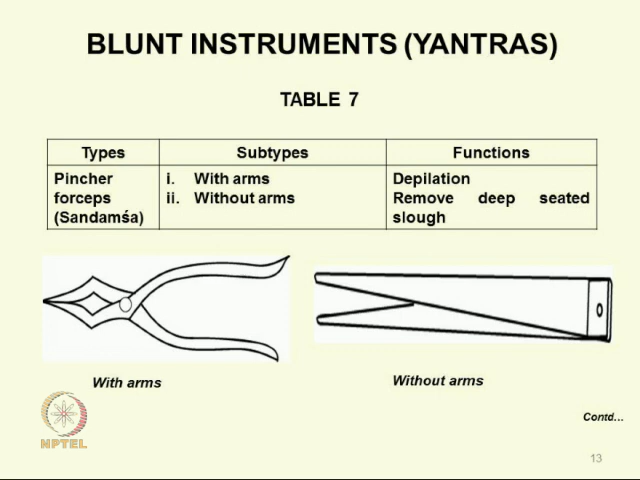 BLUNT INSTRUMENTS (YANTRAS)
TABLE 7
Types Subtypes Functions
Pincher forceps (Sandamśa)
i. With arms
ii. Without arms
Depilation
Remove deep seated slough
With arms
Without arms
Contd...
NPTEL
13